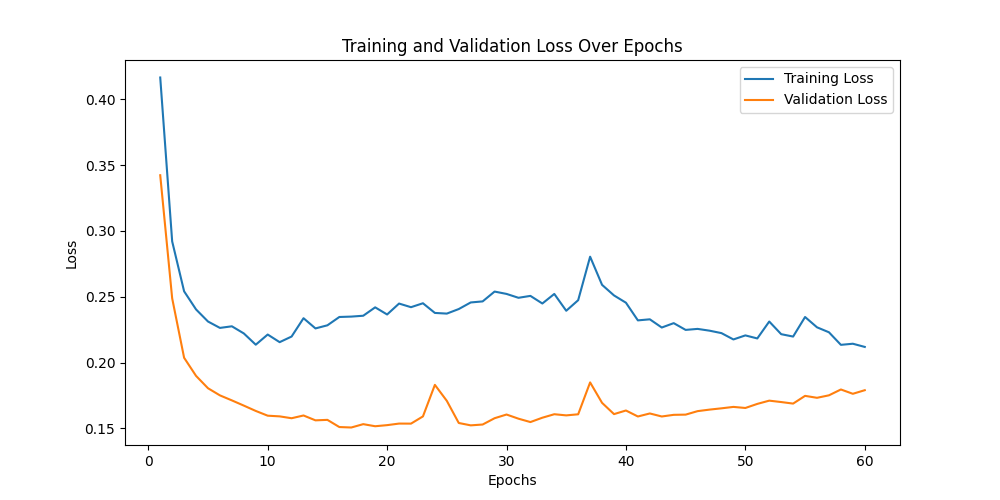 Training and Validation Loss Over Epochs
Training Loss
Validation Loss
0.40
0.35
0.30
0.25
0.20
0.15
Loss
0
10
20
30
40
50
60
Epochs